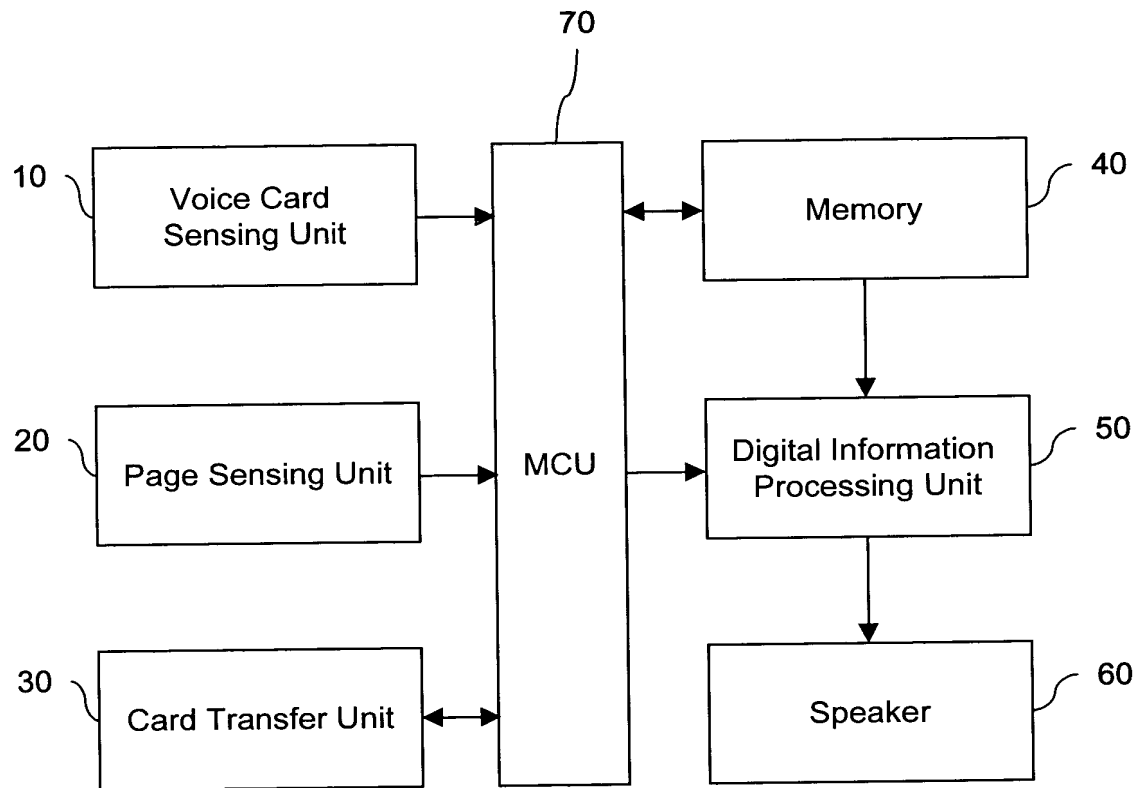 70
10
Voice Card
Sensing Unit
Memory
40
20
Page Sensing Unit
MCU
Digital Information
Processing Unit
50
30
Card Transfer Unit
Speaker
60